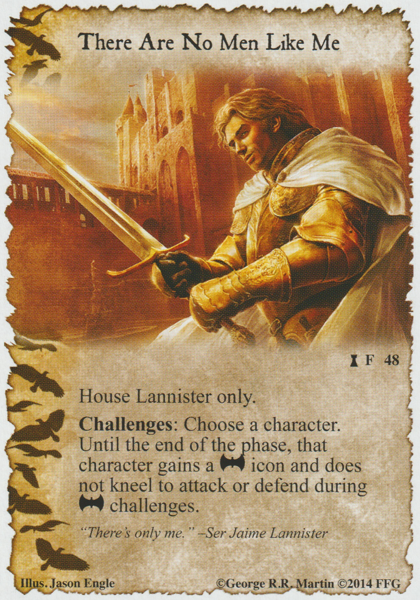 There Are No Men Like Me
F 48
House Lannister only.
Challenges: Choose a character.
Until the end of the phase, that
character gains a icon and does
not kneel to attack or defend during
challenges.
"There's only me." –Ser Jaime Lannister
Illus. Jason Engle
©George R.R. Martin ©2014 FFG